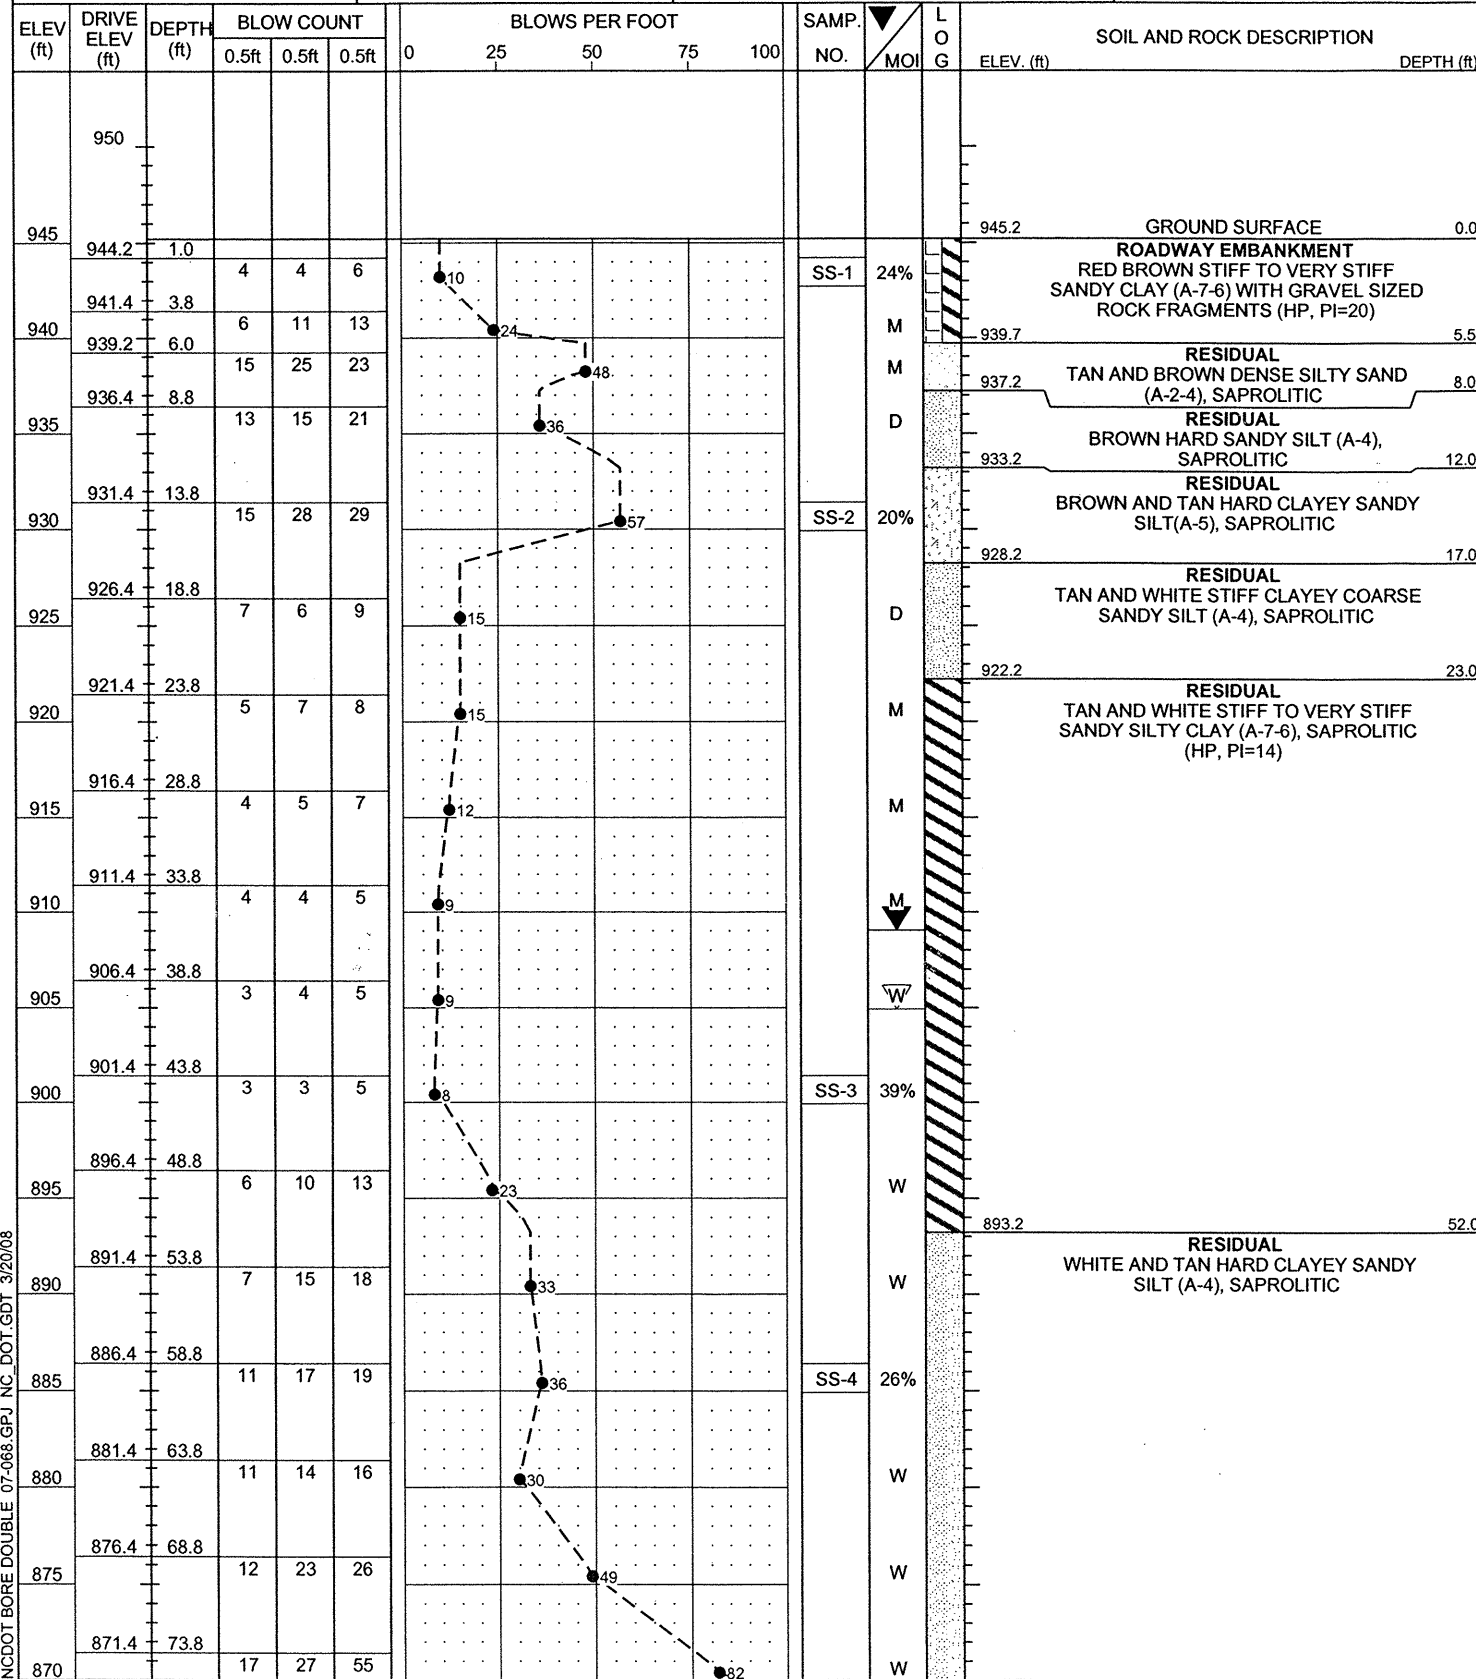 ELEV (ft) DRIVE ELEV (ft) DEPTH (ft) BLOW COUNT BLOWS PER FOOT SAMP. NO. MOI LOG SOIL AND ROCK DESCRIPTION
0.5ft 0.5ft 0.5ft 0 25 50 75 100 ELEV. (ft) DEPTH (ft)
950
945 945.2 GROUND SURFACE 0.0
944.2 1.0 ROADWAY EMBANKMENT
4 4 6 10 SS-1 24% RED BROWN STIFF TO VERY STIFF
SANDY CLAY (A-7-6) WITH GRAVEL SIZED
941.4 3.8 ROCK FRAGMENTS (HP, PI=20)
6 11 13 24 M
940 939.7 5.5
939.2 6.0 RESIDUAL
15 25 23 48 M TAN AND BROWN DENSE SILTY SAND
937.2 8.0
936.4 8.8 (A-2-4), SAPROLITIC
13 15 21 36 D RESIDUAL
935 BROWN HARD SANDY SILT (A-4),
SAPROLITIC
933.2 12.0
RESIDUAL
931.4 13.8 BROWN AND TAN HARD CLAYEY SANDY
15 28 29 57 SS-2 20% SILT(A-5), SAPROLITIC
930
928.2 17.0
RESIDUAL
926.4 18.8 TAN AND WHITE STIFF CLAYEY COARSE
7 6 9 15 D SANDY SILT (A-4), SAPROLITIC
925
922.2 23.0
921.4 23.8 RESIDUAL
5 7 8 15 M TAN AND WHITE STIFF TO VERY STIFF
920 SANDY SILTY CLAY (A-7-6), SAPROLITIC
(HP, PI=14)
916.4 28.8
4 5 7 12 M
915
911.4 33.8
4 4 5 9 M
910
906.4 38.8
3 4 5 9 W
905
901.4 43.8
3 3 5 8 SS-3 39%
900
896.4 48.8
6 10 13 23 W
895
893.2 52.0
RESIDUAL
891.4 53.8 WHITE AND TAN HARD CLAYEY SANDY
7 15 18 33 W SILT (A-4), SAPROLITIC
890
886.4 58.8
11 17 19 36 SS-4 26%
885
881.4 63.8
11 14 16 30 W
880
876.4 68.8
12 23 26 49 W
875
871.4 73.8
17 27 55 82 W
870
NCDOT BORE DOUBLE 07-068.GPJ NC_DOT.GDT 3/20/08